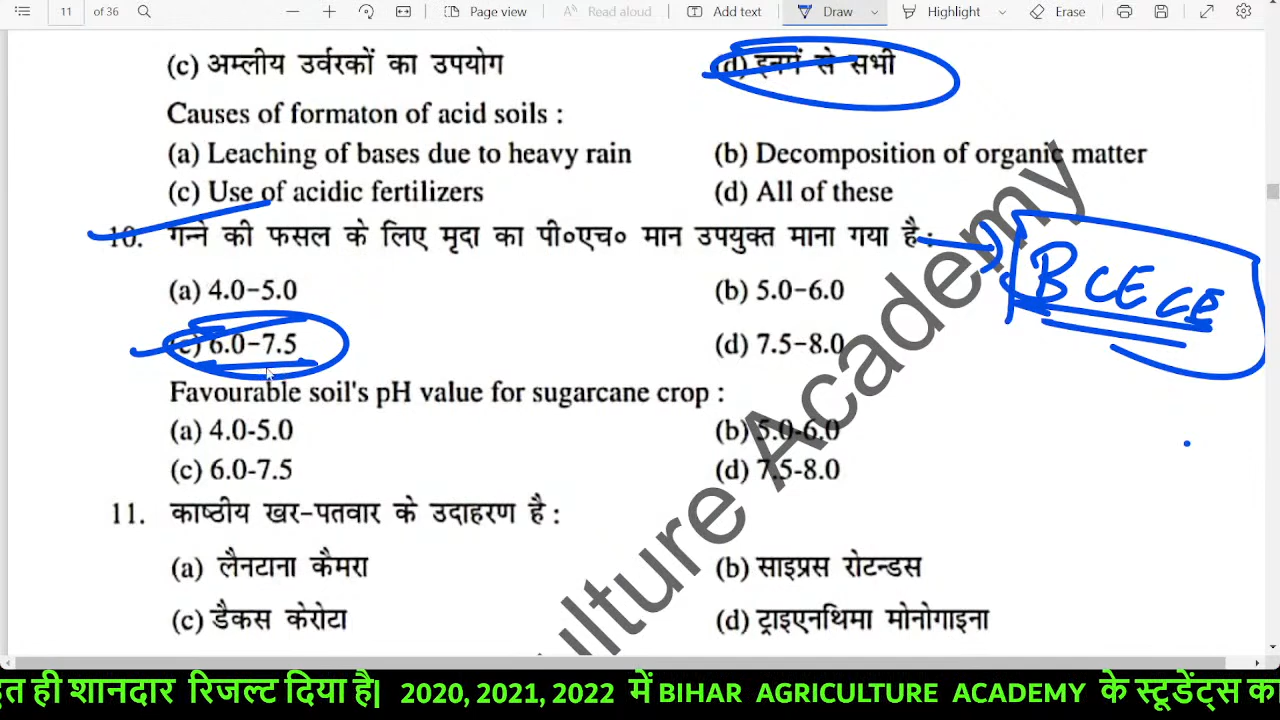 11 of 36 Page view Read aloud Add text Draw Highlight Erase
(c) अम्लीय उर्वरकों का उपयोग (d) इनमें से सभी
Causes of formaton of acid soils :
(a) Leaching of bases due to heavy rain (b) Decomposition of organic matter
(c) Use of acidic fertilizers (d) All of these
10. गन्ने की फसल के लिए मृदा का पी०एच० मान उपयुक्त माना गया है :
BCECE
(a) 4.0-5.0 (b) 5.0-6.0
(c) 6.0-7.5 (d) 7.5-8.0
Favourable soil's pH value for sugarcane crop :
(a) 4.0-5.0 (b) 5.0-6.0
(c) 6.0-7.5 (d) 7.5-8.0
11. काष्ठीय खर-पतवार के उदाहरण है :
(a) लैनटाना कैमरा (b) साइप्रस रोटन्डस
(c) डैकस केरोटा (d) ट्राइएनथिमा मोनोगाइना
culture Academy
ही शानदार रिजल्ट दिया है| 2020, 2021, 2022 में BIHAR AGRICULTURE ACADEMY के स्टूडेंट्स का